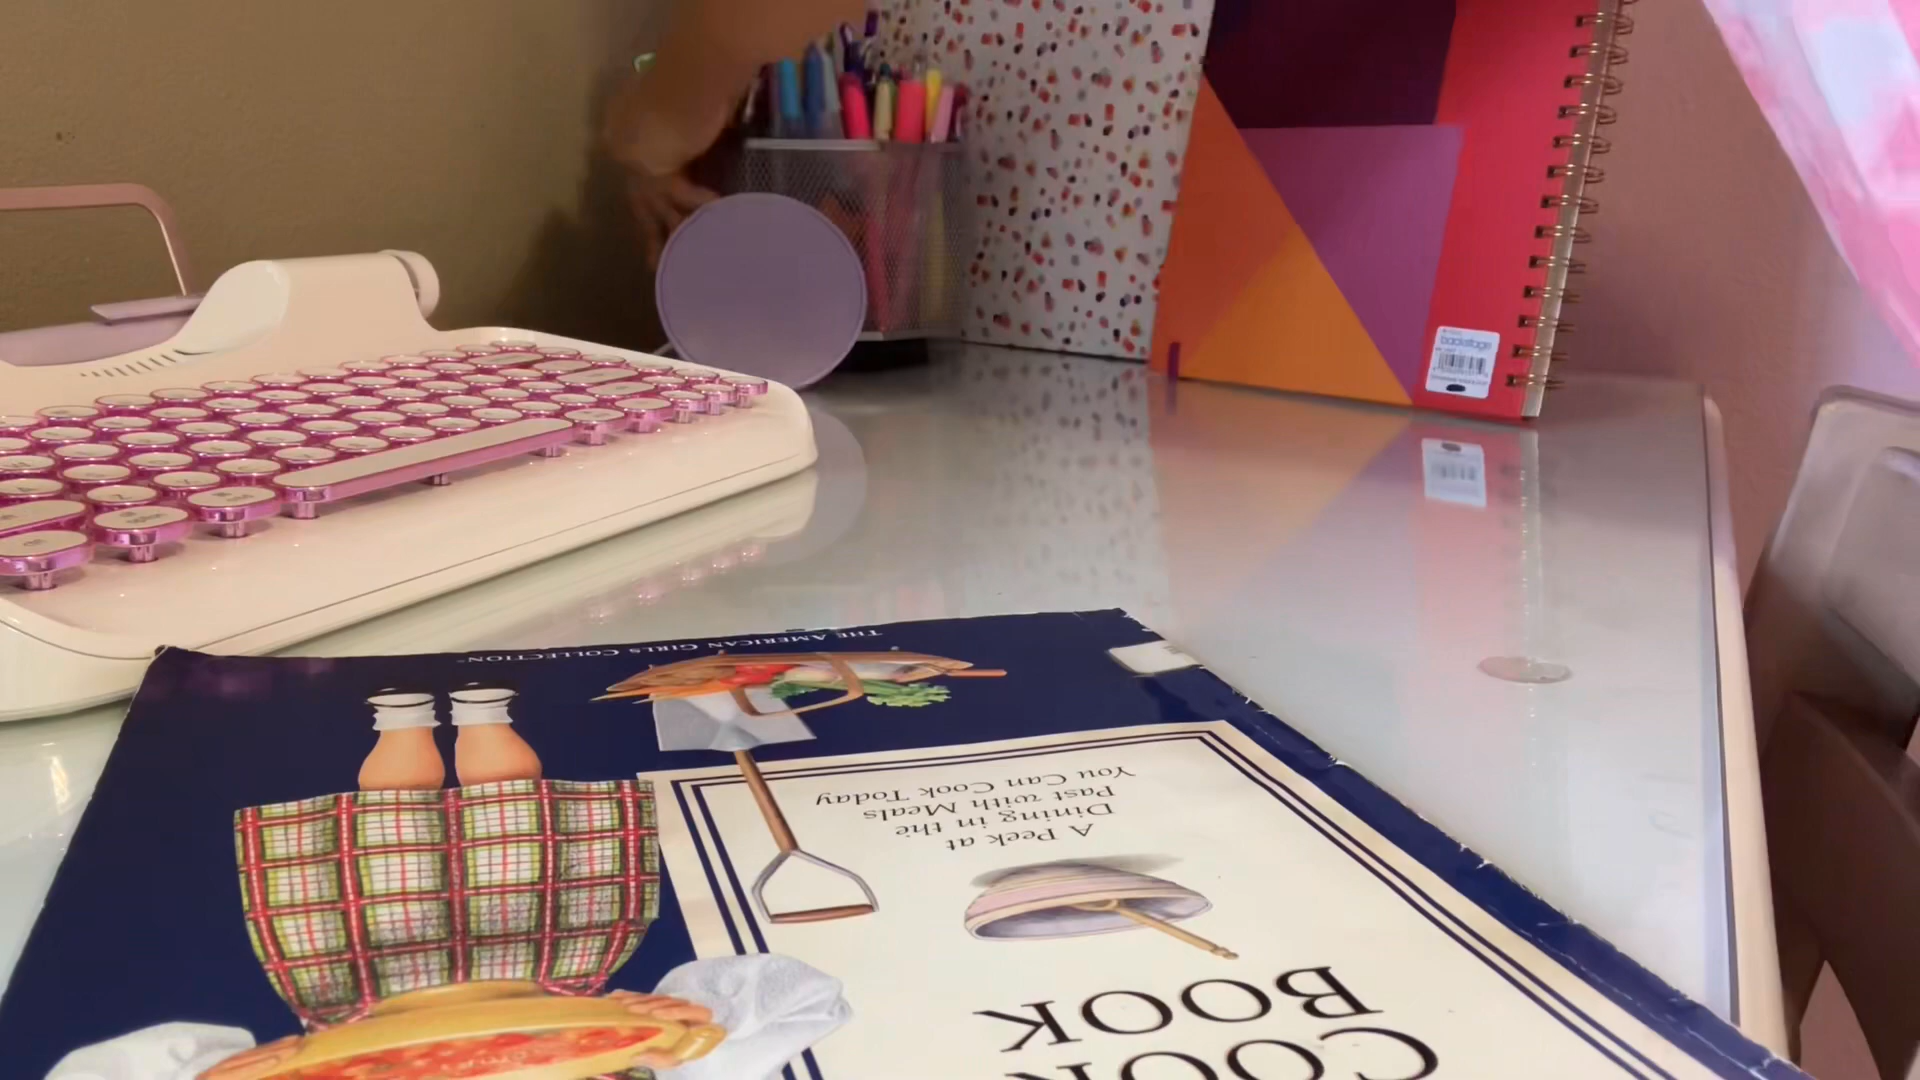 COOK
BOOK
A Peek at
Dining in the
Past with Meals
You Can Cook Today
THE AMERICAN GIRLS COLLECTION
backstage